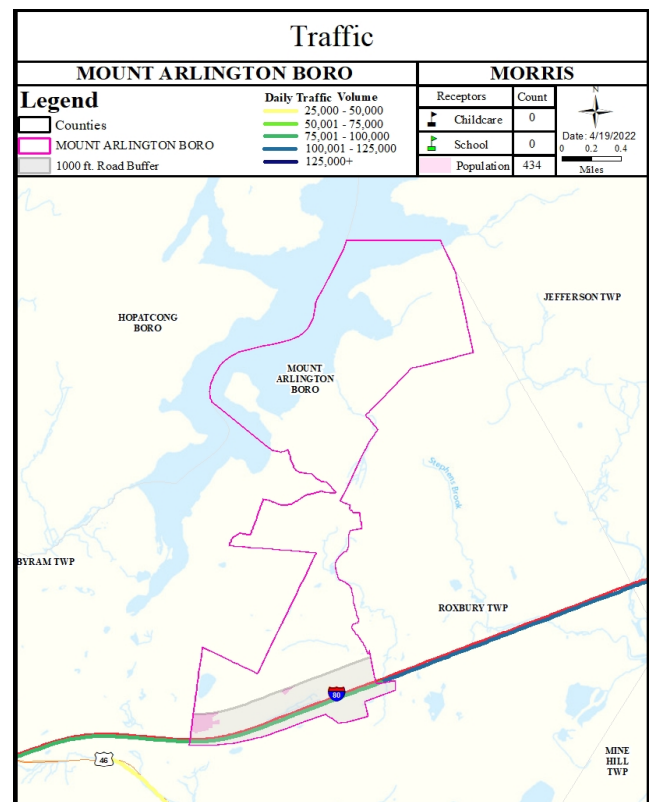 Traffic
MOUNT ARLINGTON BORO
MORRIS
Legend
Counties
MOUNT ARLINGTON BORO
1000 ft. Road Buffer
Daily Traffic Volume
25,000 - 50,000
50,001 - 75,000
75,001 - 100,000
100,001 - 125,000
125,000+
Receptors Count
Childcare 0
School 0
Population 434
N
Date: 4/19/2022
0 0.2 0.4
Miles
JEFFERSON TWP
HOPATCONG
BORO
MOUNT
ARLINGTON
BORO
Stephens Brook
BYRAM TWP
ROXBURY TWP
80
46
MINE
HILL
TWP